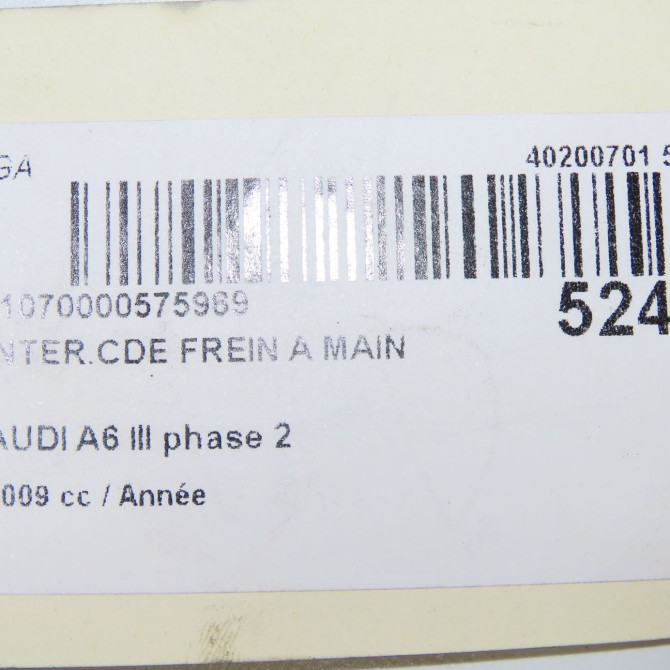 GA
40200701 5
1070000575969
524
NTER.CDE FREIN A MAIN
AUDI A6 III phase 2
009 cc / Année